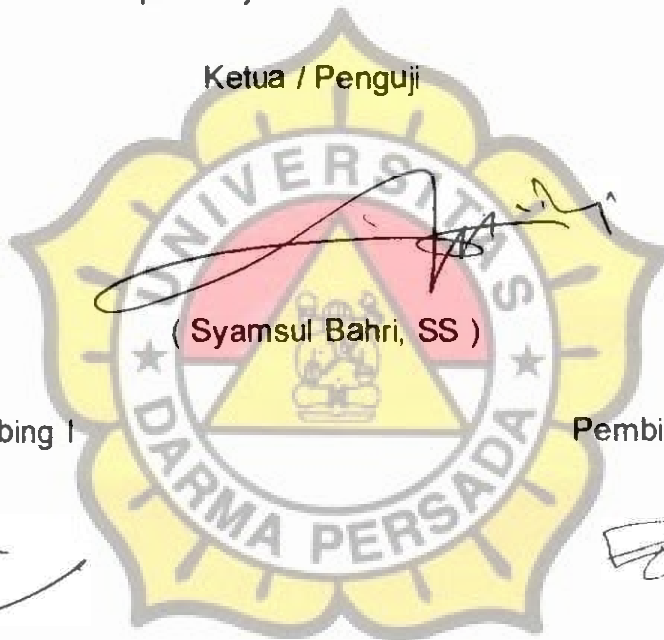 Ketua / Penguji
UNIVERSITAS
( Syamsul Bahri, SS )
bing I
Pembi
DARMA PERSADA